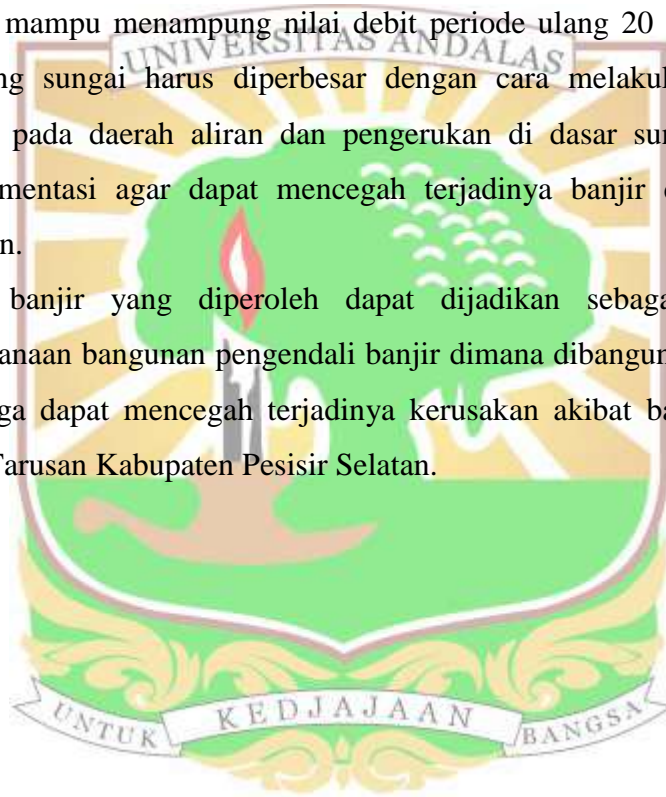 mampu menampung nilai debit periode ulang 20
UNIVERSITAS ANDALAS
ng sungai harus diperbesar dengan cara melakul
pada daerah aliran dan pengerukan di dasar sur
mentasi agar dapat mencegah terjadinya banjir
n.
banjir yang diperoleh dapat dijadikan sebaga
anaan bangunan pengendali banjir dimana dibangun
ga dapat mencegah terjadinya kerusakan akibat ba
Tarusan Kabupaten Pesisir Selatan.
UNTUK KEDJAJAAN BANGSA